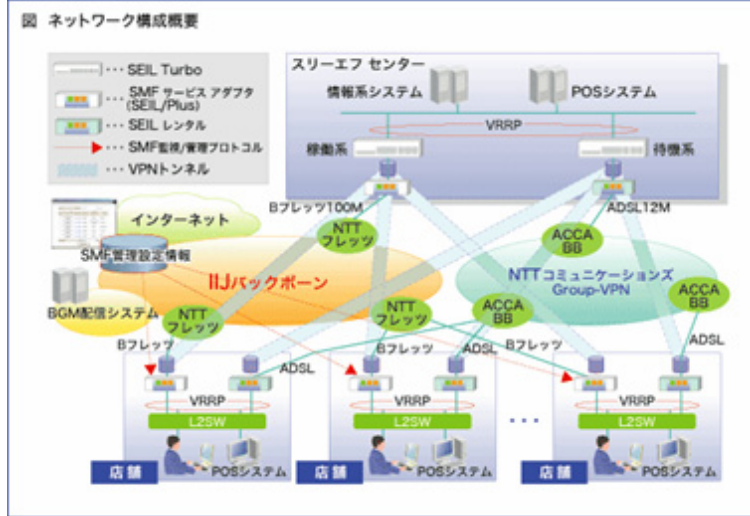 図 ネットワーク構成概要
･･･ SEIL Turbo
･･･ SMF サービス アダプタ
(SEIL/Plus)
･･･ SEIL レンタル
･･･ SMF監視/管理プロトコル
･･･ VPNトンネル
スリーエフ センター
情報系システム
POSシステム
VRRP
稼働系
待機系
Bフレッツ100M
ADSL12M
インターネット
NTT
フレッツ
ACCA
BB
SMF管理設定情報
IIJバックボーン
NTTコミュニケーションズ
Group-VPN
BGM配信システム
NTT
フレッツ
NTT
フレッツ
ACCA
BB
ACCA
BB
Bフレッツ
ADSL
Bフレッツ
ADSL
Bフレッツ
ADSL
VRRP
L2SW
POSシステム
店舗
VRRP
L2SW
POSシステム
店舗
･･･
VRRP
L2SW
POSシステム
店舗